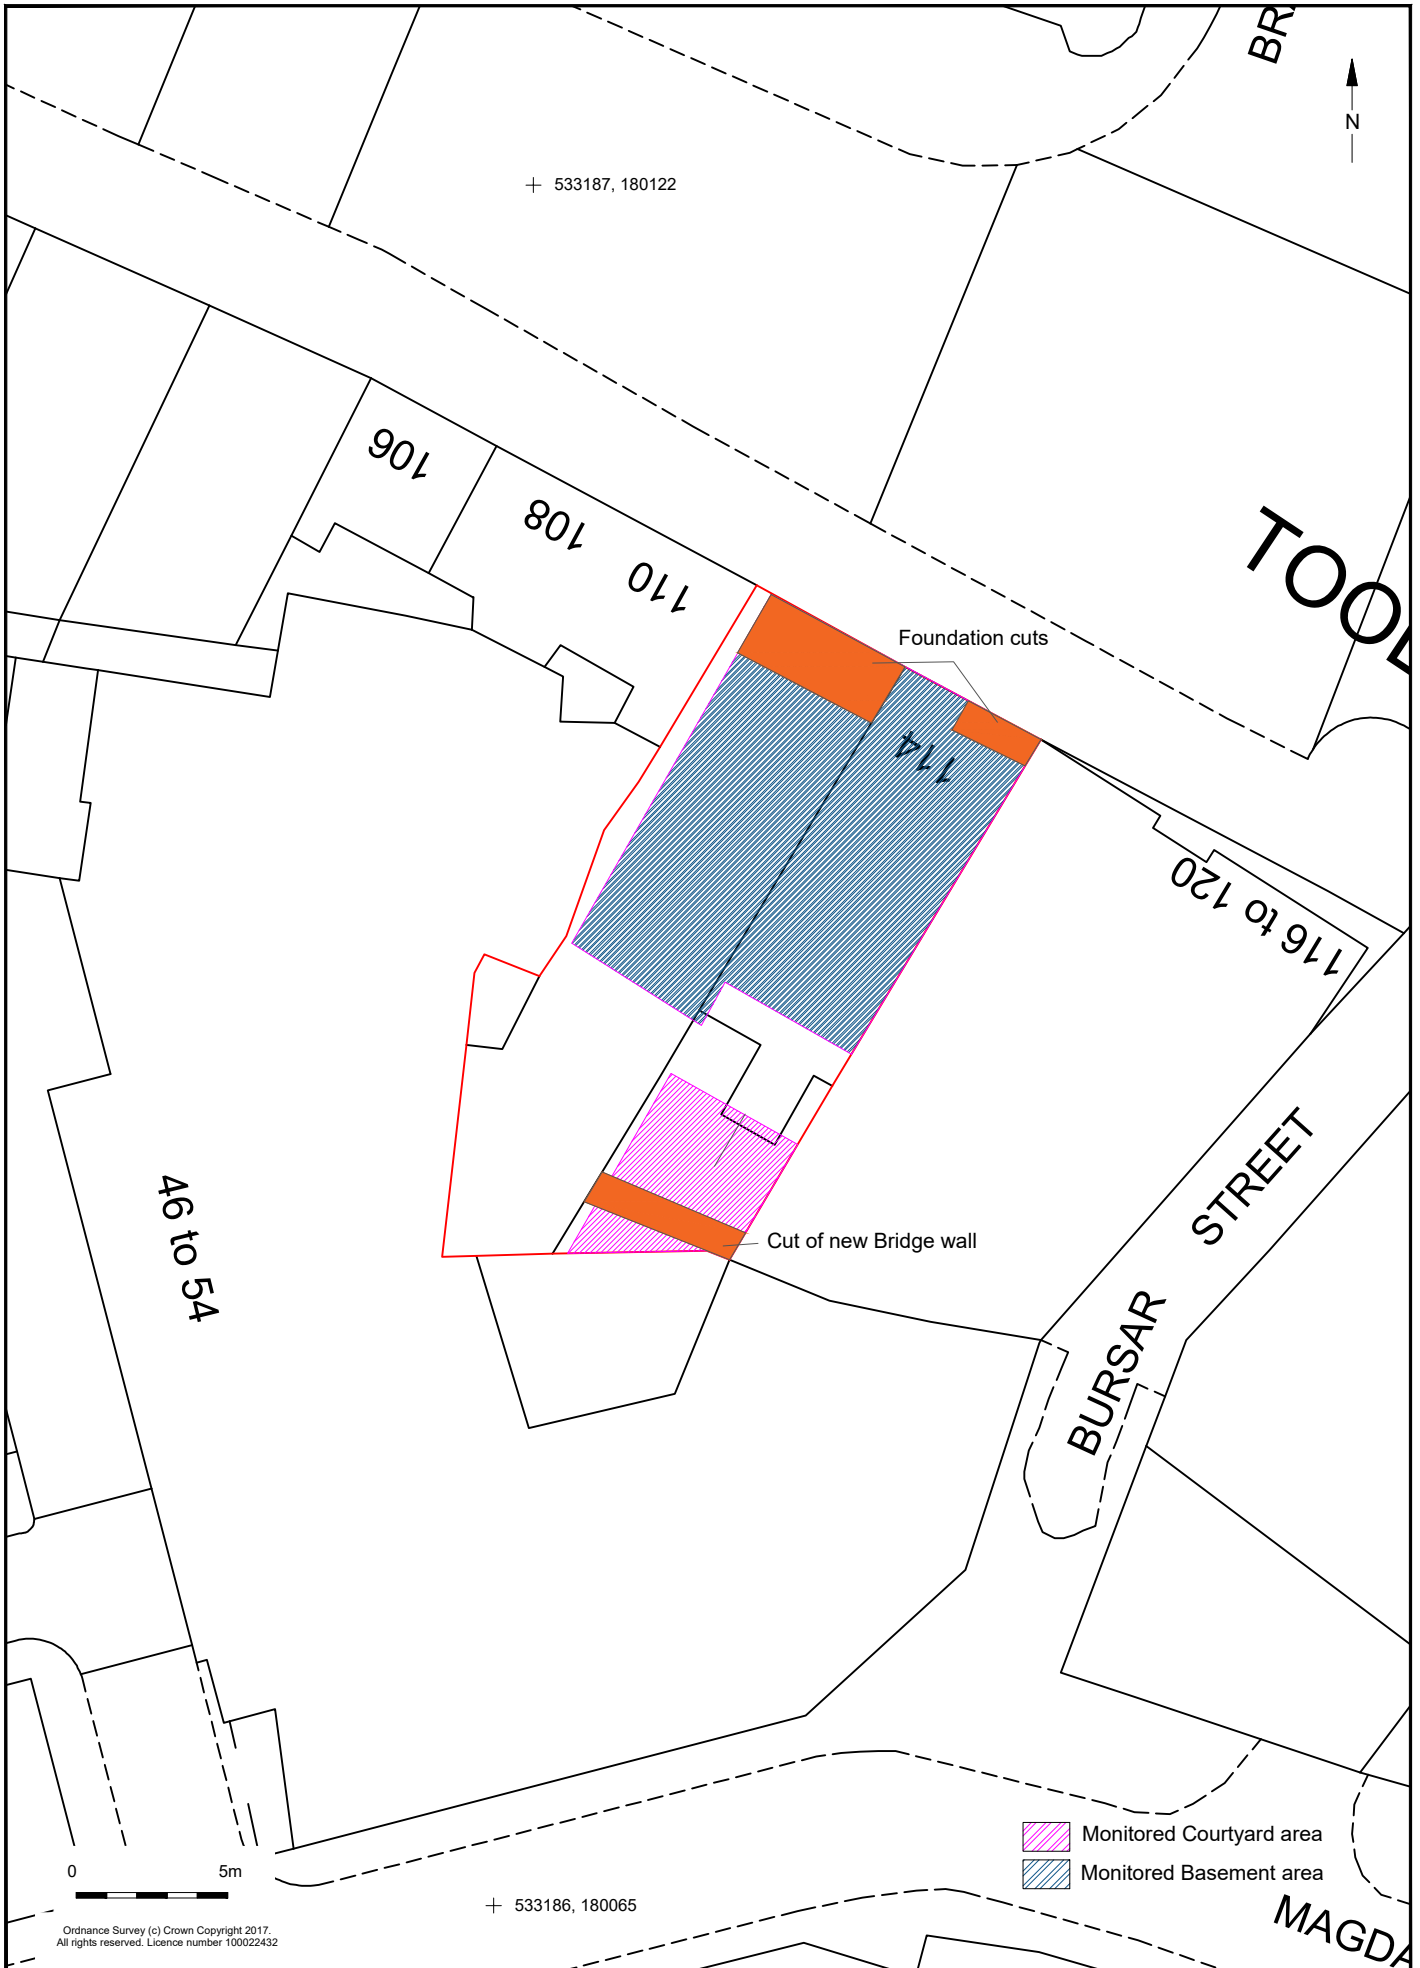 BR
N
533187, 180122
106
108
110
TOOL
Foundation cuts
114
116 to 120
STREET
46 to 54
Cut of new Bridge wall
BURSAR
Monitored Courtyard area
0 5m
Monitored Basement area
533186, 180065
MAGDA
Ordnance Survey (c) Crown Copyright 2017.
All rights reserved. Licence number 100022432